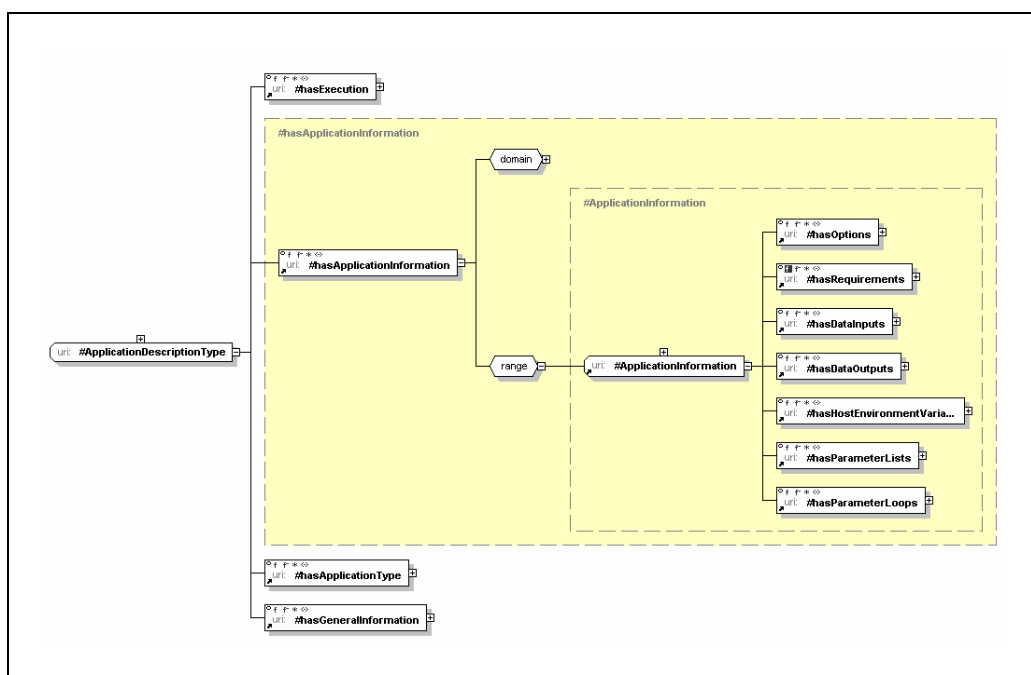 uri: #hasExecution
#hasApplicationInformation
domain
#ApplicationInformation
uri: #hasOptions
uri: #hasApplicationInformation
uri: #hasRequirements
uri: #hasDataInputs
uri: #ApplicationDescriptionType
range
uri: #ApplicationInformation
uri: #hasDataOutputs
uri: #hasHostEnvironmentVaria...
uri: #hasParameterLists
uri: #hasParameterLoops
uri: #hasApplicationType
uri: #hasGeneralInformation